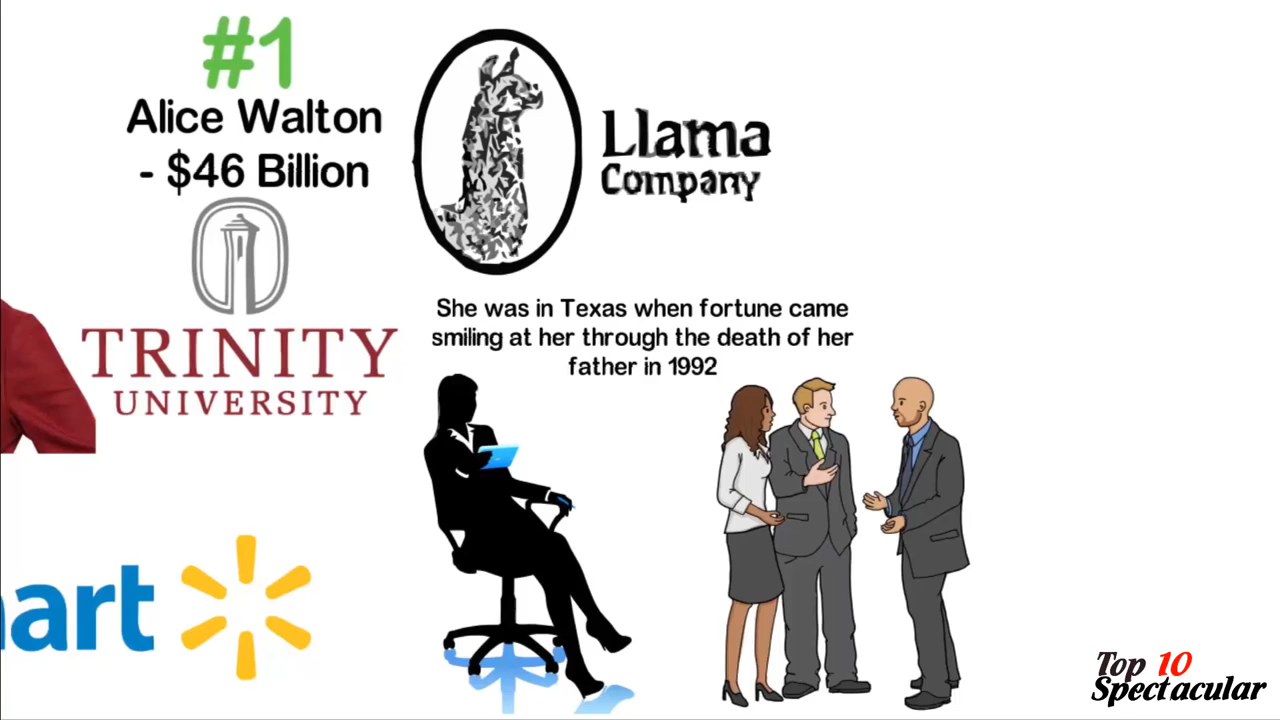 #1
Alice Walton
- $46 Billion
TRINITY
UNIVERSITY
Llama
Company
She was in Texas when fortune came
smiling at her through the death of her
father in 1992
art
Top 10
Spectacular